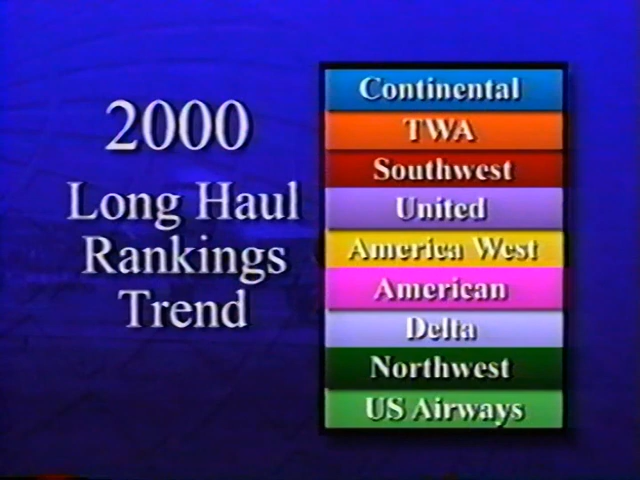 2000
Long Haul
Rankings
Trend
Continental
TWA
Southwest
United
America West
American
Delta
Northwest
US Airways